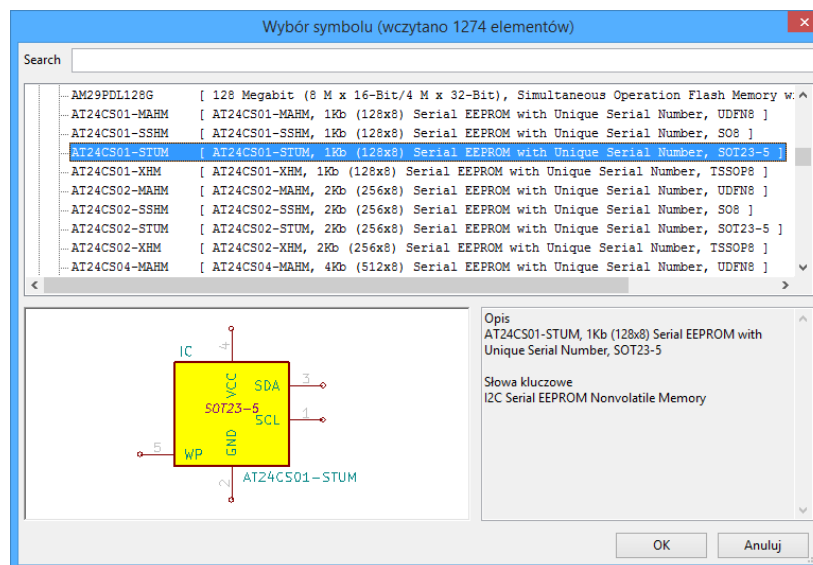 Wybór symbolu (wczytano 1274 elementów)
Search
AM29PDL128G [ 128 Megabit (8 M x 16-Bit/4 M x 32-Bit), Simultaneous Operation Flash Memory
AT24CS01-MAHM [ AT24CS01-MAHM, 1Kb (128x8) Serial EEPROM with Unique Serial Number, UDFN8 ]
AT24CS01-SSHM [ AT24CS01-SSHM, 1Kb (128x8) Serial EEPROM with Unique Serial Number, SO8 ]
AT24CS01-STUM [ AT24CS01-STUM, 1Kb (128x8) Serial EEPROM with Unique Serial Number, SOT23-5 ]
AT24CS01-XHM [ AT24CS01-XHM, 1Kb (128x8) Serial EEPROM with Unique Serial Number, TSSOP8 ]
AT24CS02-MAHM [ AT24CS02-MAHM, 2Kb (256x8) Serial EEPROM with Unique Serial Number, UDFN8 ]
AT24CS02-SSHM [ AT24CS02-SSHM, 2Kb (256x8) Serial EEPROM with Unique Serial Number, SO8 ]
AT24CS02-STUM [ AT24CS02-STUM, 2Kb (256x8) Serial EEPROM with Unique Serial Number, SOT23-5 ]
AT24CS02-XHM [ AT24CS02-XHM, 2Kb (256x8) Serial EEPROM with Unique Serial Number, TSSOP8 ]
AT24CS04-MAHM [ AT24CS04-MAHM, 4Kb (512x8) Serial EEPROM with Unique Serial Number, UDFN8 ]
IC
4
VCC
SDA
3
SOT23-5
SCL
1
5
WP
GND
2
AT24CS01-STUM
Opis
AT24CS01-STUM, 1Kb (128x8) Serial EEPROM with
Unique Serial Number, SOT23-5
Słowa kluczowe
I2C Serial EEPROM Nonvolatile Memory
OK
Anuluj